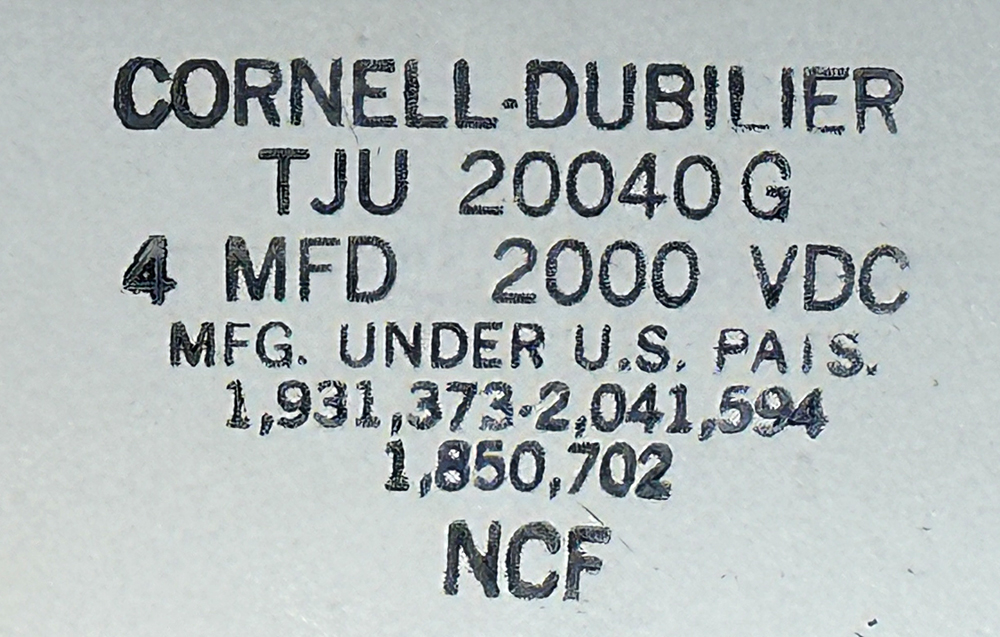 CORNELL-DUBILIER
TJU 20040 G
4 MFD 2000 VDC
MFG. UNDER U.S. PATS.
1,931,373-2,041,594
1,850,702
NCF